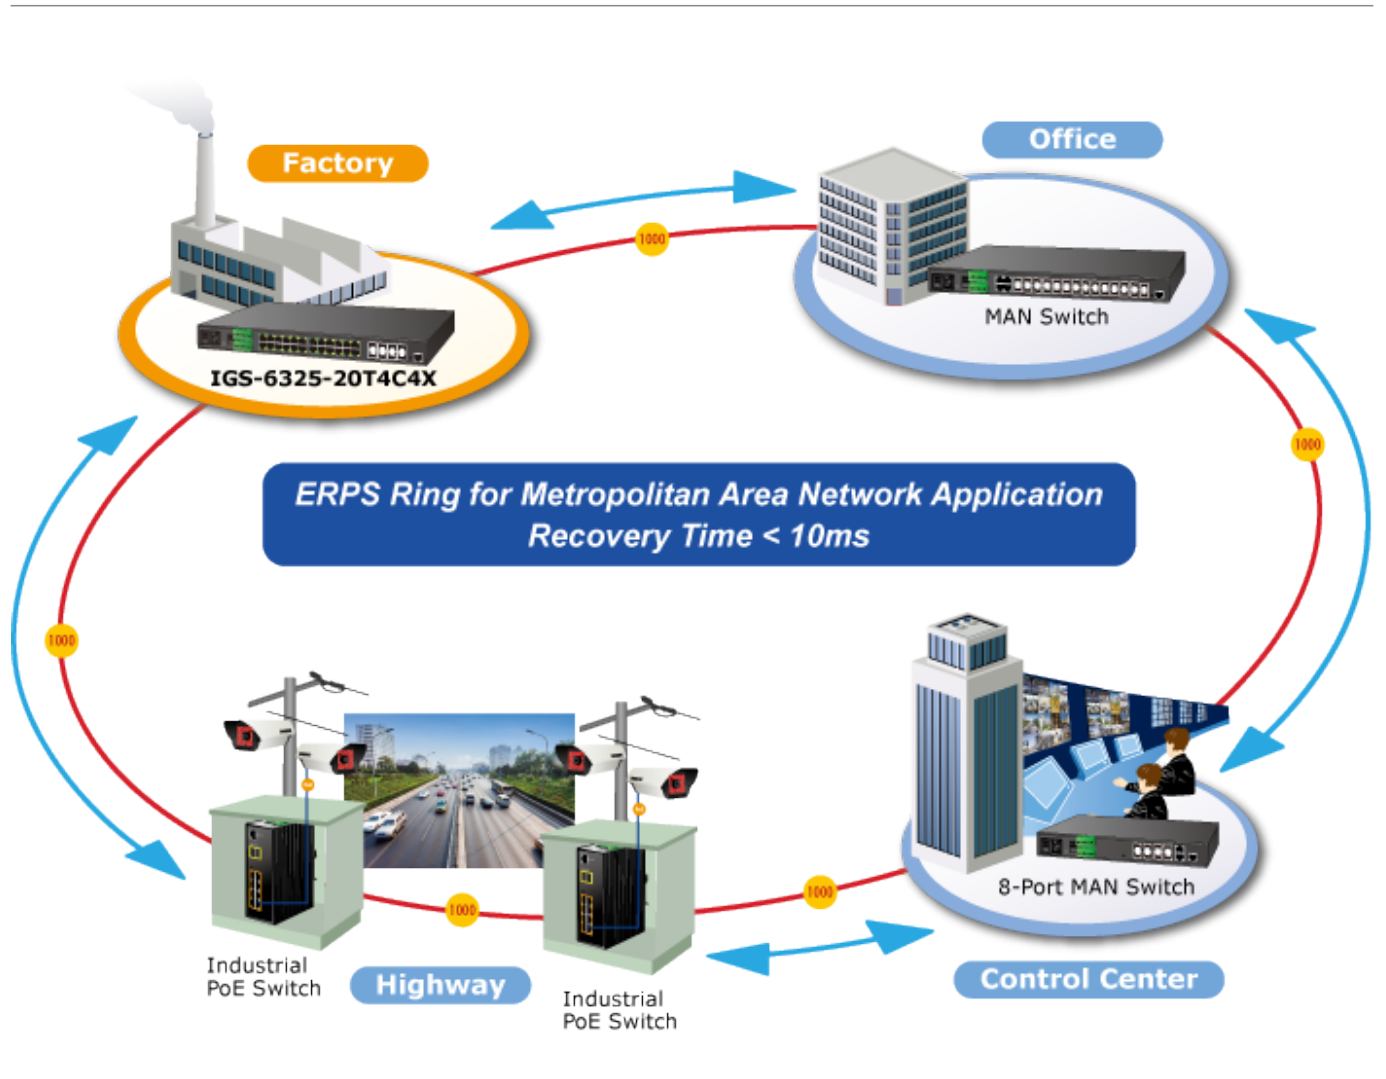 Office
Factory
1000
MAN Switch
IGS-6325-20T4C4X
1000
ERPS Ring for Metropolitan Area Network Application
Recovery Time < 10ms
1000
8-Port MAN Switch
1000
1000
Industrial
PoE Switch
Highway
Control Center
Industrial
PoE Switch